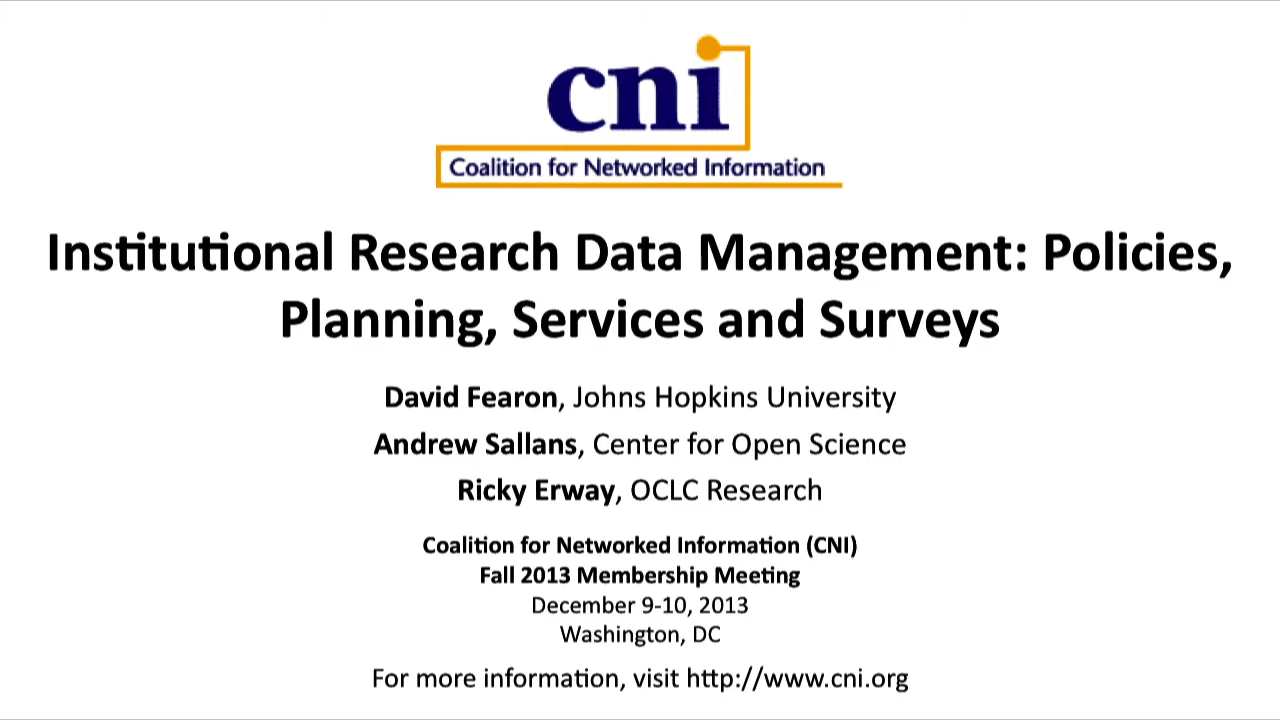 cni
Coalition for Networked Information
Institutional Research Data Management: Policies,
Planning, Services and Surveys
David Fearon, Johns Hopkins University
Andrew Sallans, Center for Open Science
Ricky Erway, OCLC Research
Coalition for Networked Information (CNI)
Fall 2013 Membership Meeting
December 9-10, 2013
Washington, DC
For more information, visit http://www.cni.org